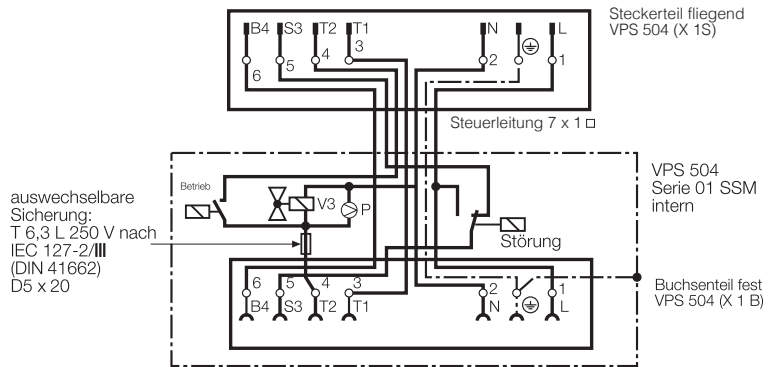 Steckerteil fliegend
VPS 504 (X 1S)
B4 S3 T2 T1 N L
6 5 4 3 2 1
Steuerleitung 7 x 1 □
VPS 504
Serie 01 SSM
intern
Betrieb
V3
P
Störung
auswechselbare
Sicherung:
T 6,3 L 250 V nach
IEC 127-2/III
(DIN 41662)
D5 x 20
6 5 4 3 2 1
B4 S3 T2 T1 N L
Buchsenteil fest
VPS 504 (X 1 B)